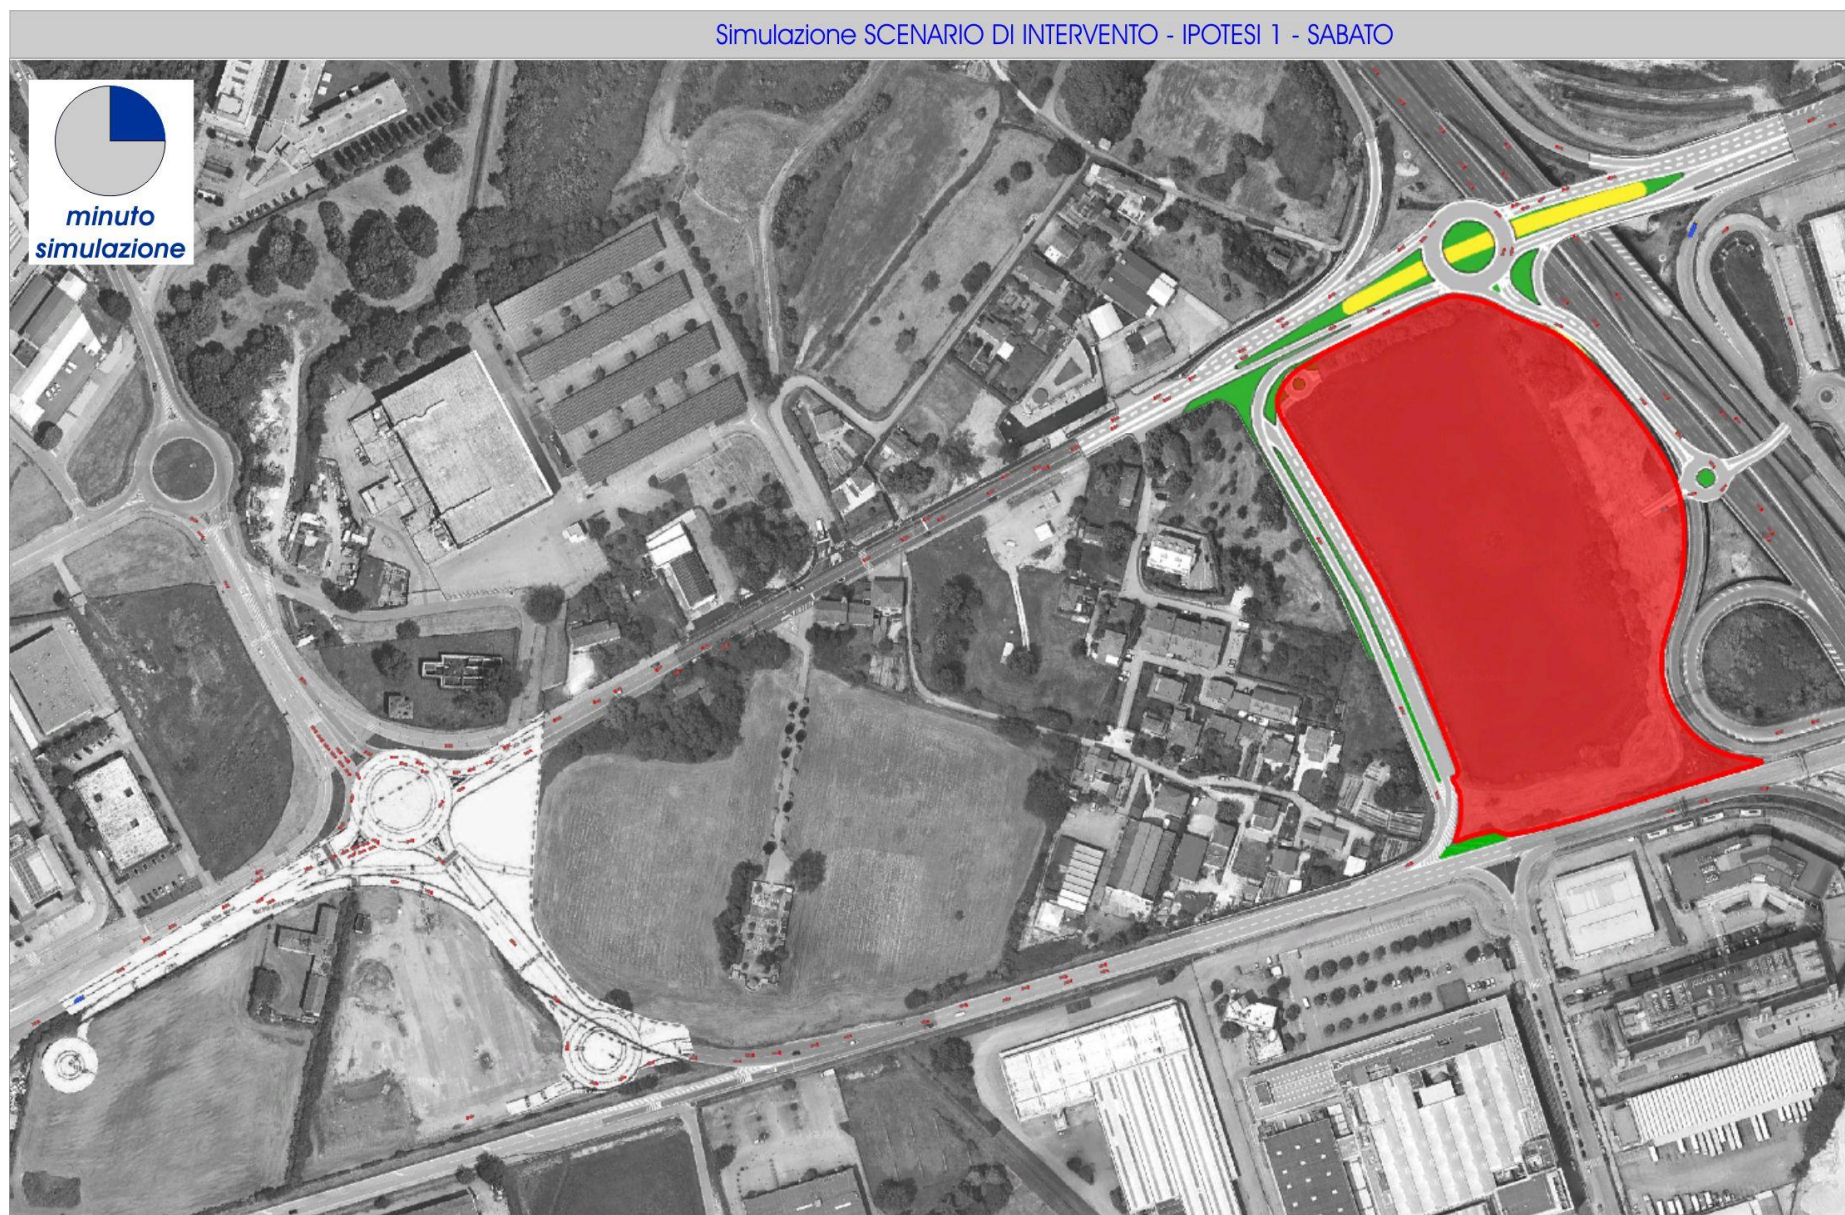 Simulazione SCENARIO DI INTERVENTO - IPOTESI 1 - SABATO
minuto
simulazione